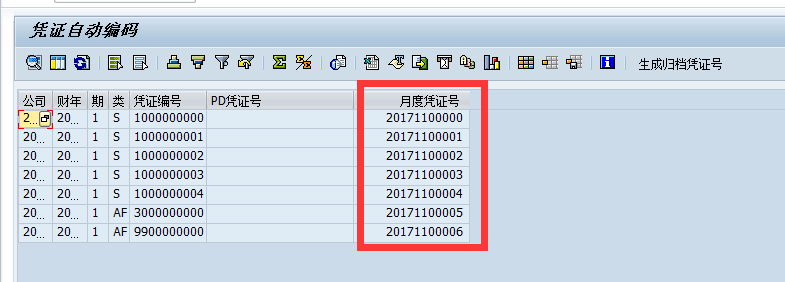 凭证自动编码
生成归档凭证号
公司 财年 期 类 凭证编号 PD凭证号 月度凭证号
2... 20... 1 S 1000000000 20171100000
20... 20... 1 S 1000000001 20171100001
20... 20... 1 S 1000000002 20171100002
20... 20... 1 S 1000000003 20171100003
20... 20... 1 S 1000000004 20171100004
20... 20... 1 AF 3000000000 20171100005
20... 20... 1 AF 9900000000 20171100006